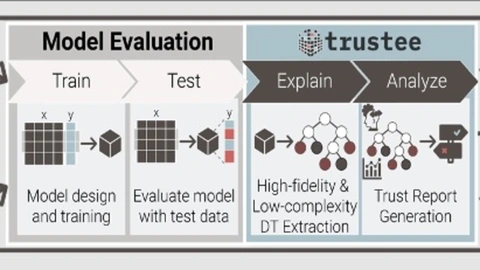 Model Evaluation
trustee
Train
Test
Explain
Analyze
x y
x y
Model design
and training
Evaluate model
with test data
High-fidelity &
Low-complexity
DT Extraction
Trust Report
Generation